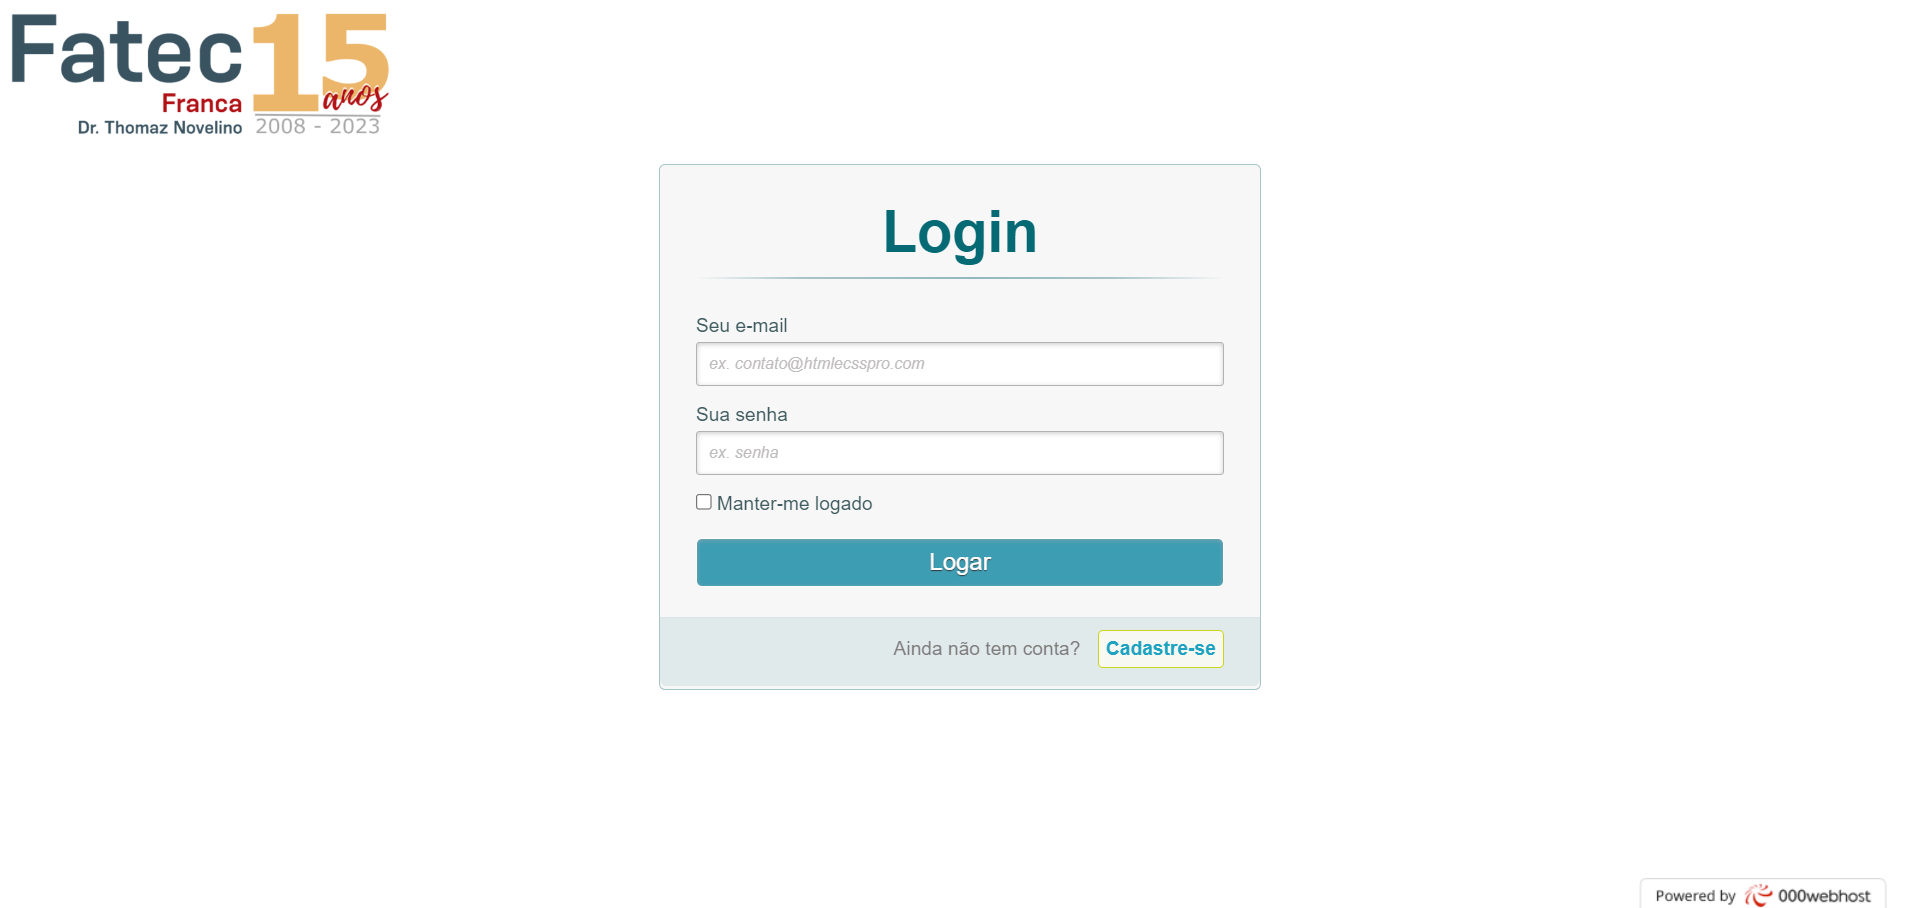 Fatec 15
anos
Franca
Dr. Thomaz Novelino 2008 - 2023
Login
Seu e-mail
ex. contato@htmlecsspro.com
Sua senha
ex. senha
Manter-me logado
Logar
Ainda não tem conta? Cadastre-se
Powered by 000webhost